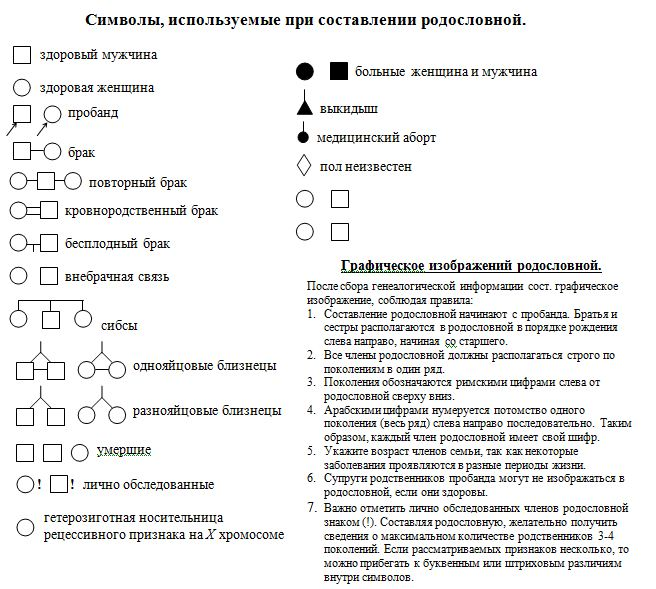 Символы, используемые при составлении родословной.
здоровый мужчина
здоровая женщина
пробанд
брак
повторный брак
кровнородственный брак
бесплодный брак
внебрачная связь
сибсы
однояйцовые близнецы
разнояйцовые близнецы
умершие
! ! лично обследованные
гетерозиготная носительница
рецессивного признака на X хромосоме
больные женщина и мужчина
выкидыш
медицинский аборт
пол неизвестен
Графическое изображений родословной.
После сбора генеалогической информации сост. графическое
изображение, соблюдая правила:
1. Составление родословной начинают с пробанда. Братья и
сестры располагаются в родословной в порядке рождения
слева направо, начиная со старшего.
2. Все члены родословной должны располагаться строго по
поколениям в один ряд.
3. Поколения обозначаются римскими цифрами слева от
родословной сверху вниз.
4. Арабскими цифрами нумеруется потомство одного
поколения (весь ряд) слева направо последовательно. Таким
образом, каждый член родословной имеет свой шифр.
5. Укажите возраст членов семьи, так как некоторые
заболевания проявляются в разные периоды жизни.
6. Супруги родственников пробанда могут не изображаться в
родословной, если они здоровы.
7. Важно отметить лично обследованных членов родословной
знаком (!). Составляя родословную, желательно получить
сведения о максимальном количестве родственников 3-4
поколений. Если рассматриваемых признаков несколько, то
можно прибегать к буквенным или штриховым различиям
внутри символов.